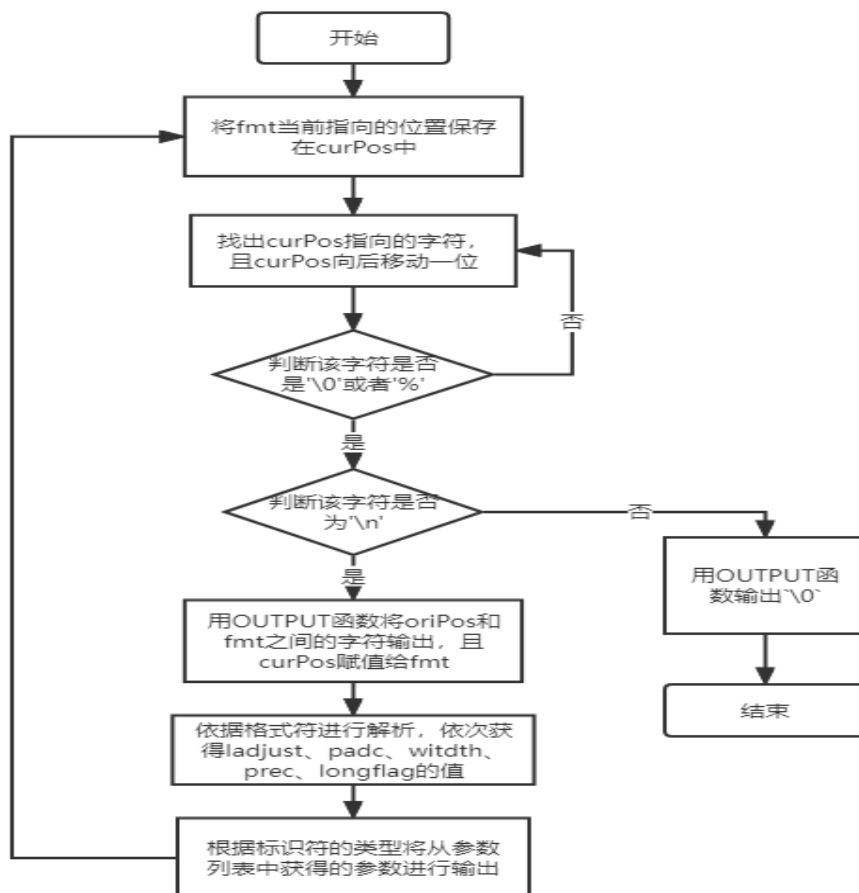 开始
将fmt当前指向的位置保存
在curPos中
找出curPos指向的字符，
且curPos向后移动一位
否
判断该字符是否
是'\0'或者'%'
是
判断该字符是否
为'\n'
否
是
用OUTPUT函
数输出`\0`
用OUTPUT函数将oriPos和
fmt之间的字符输出，且
curPos赋值给fmt
结束
依据格式符进行解析，依次获
得ladjust、padc、witdth、
prec、longflag的值
根据标识符的类型将从参数
列表中获得的参数进行输出